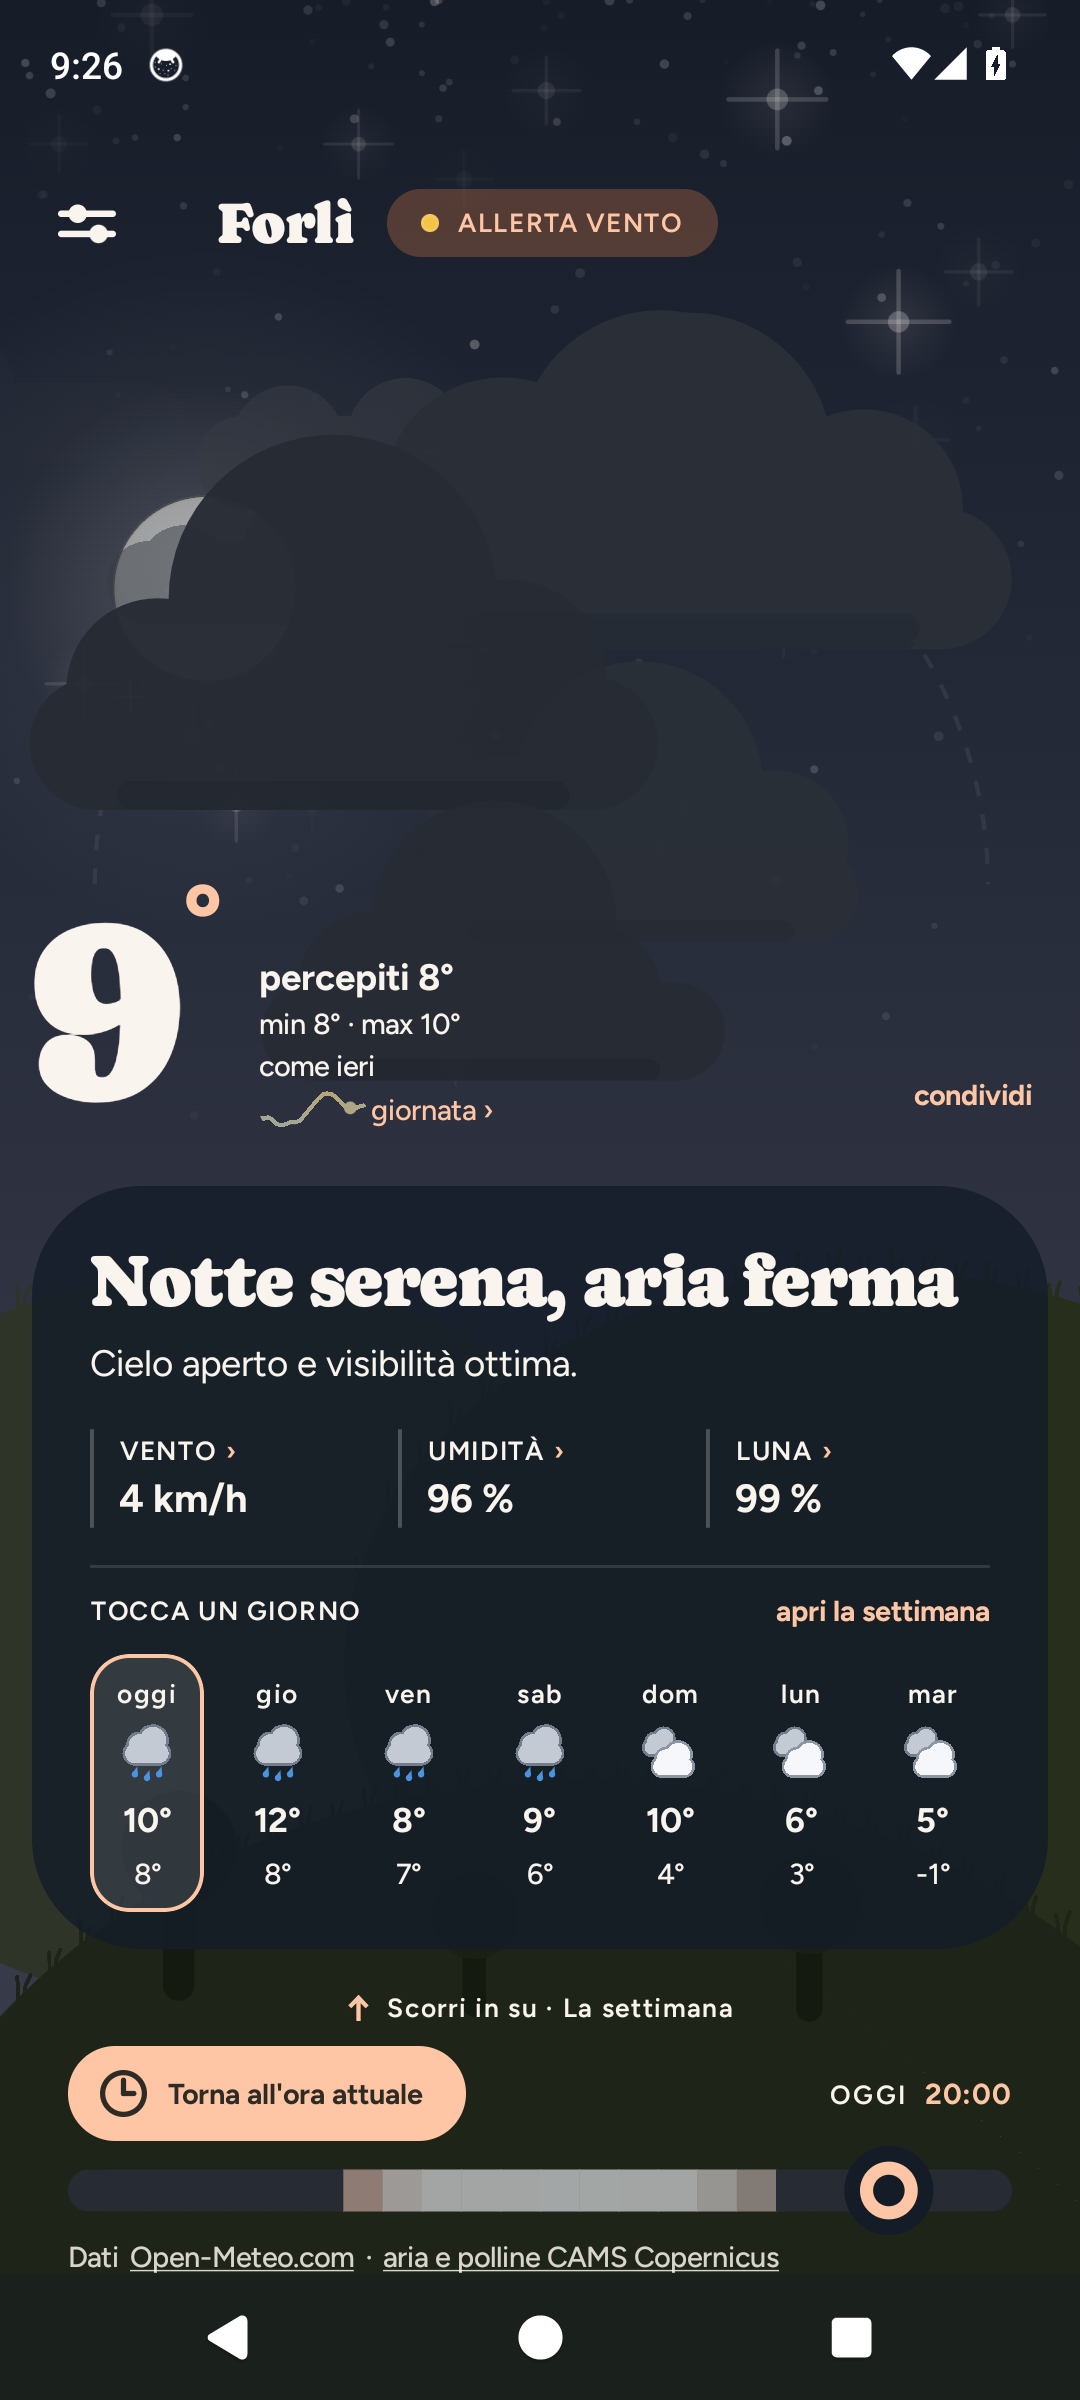 9:26
Forlì
ALLERTA VENTO
9°
percepiti 8°
min 8° · max 10°
come ieri
giornata ›
condividi
Notte serena, aria ferma
Cielo aperto e visibilità ottima.
VENTO › UMIDITÀ › LUNA ›
4 km/h 96 % 99 %
TOCCA UN GIORNO apri la settimana
oggi gio ven sab dom lun mar
10° 12° 8° 9° 10° 6° 5°
8° 8° 7° 6° 4° 3° -1°
↑ Scorri in su · La settimana
Torna all'ora attuale OGGI 20:00
Dati Open-Meteo.com · aria e polline CAMS Copernicus